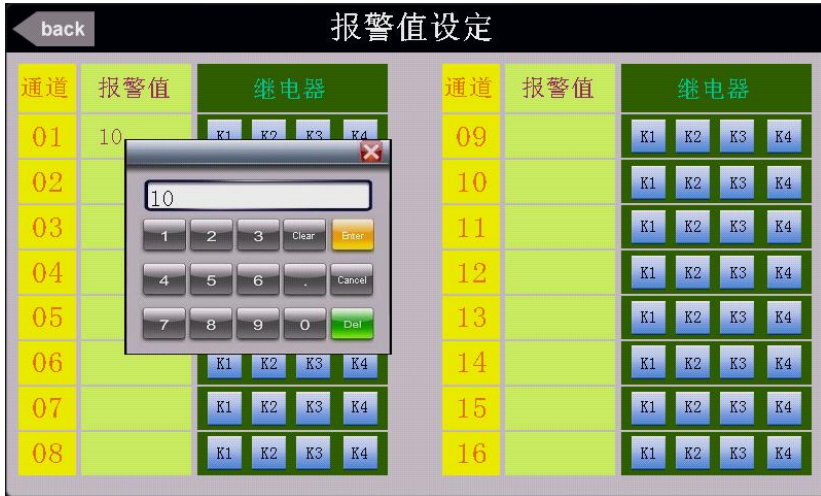 back 报警值设定
通道 报警值 继电器 通道 报警值 继电器
01 10 K1 K2 K3 K4 09 K1 K2 K3 K4
02 10 K1 K2 K3 K4
10
03 11 K1 K2 K3 K4
1 2 3 Clear Enter
04 12 K1 K2 K3 K4
4 5 6 . Cancel
05 13 K1 K2 K3 K4
7 8 9 0 Del
06 K1 K2 K3 K4 14 K1 K2 K3 K4
07 K1 K2 K3 K4 15 K1 K2 K3 K4
08 K1 K2 K3 K4 16 K1 K2 K3 K4